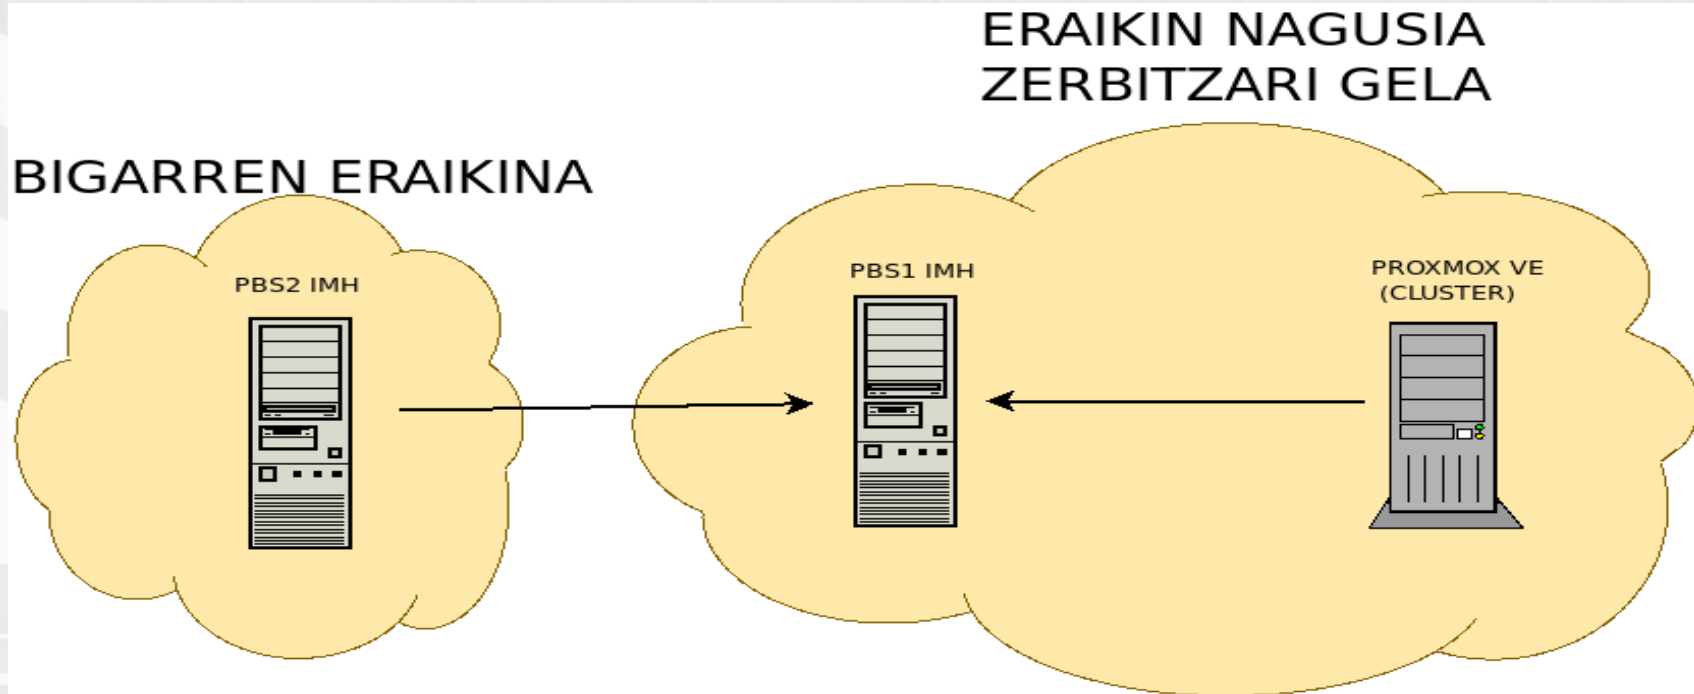 ERAIKIN NAGUSIA
ZERBITZARI GELA
BIGARREN ERAIKINA
PBS2 IMH
PBS1 IMH
PROXMOX VE
(CLUSTER)